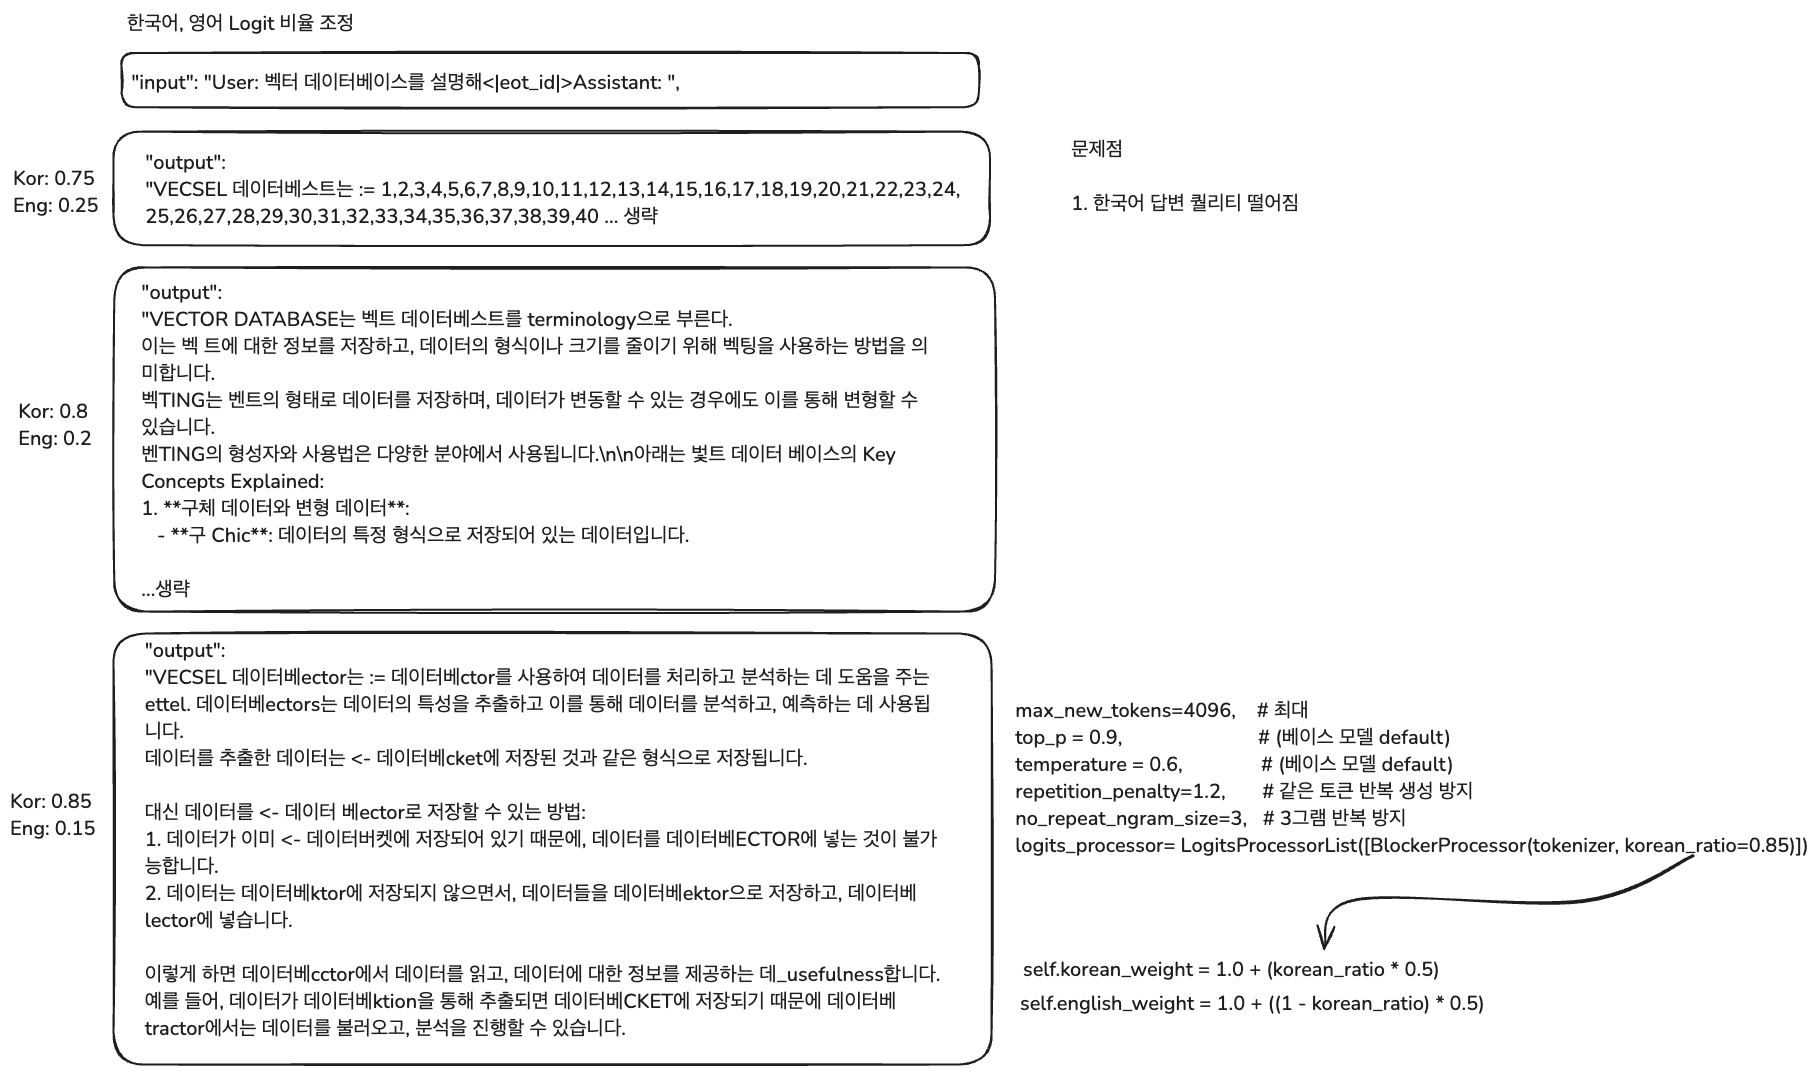 한국어, 영어 Logit 비율 조정
"input": "User: 벡터 데이터베이스를 설명해<|eot_id|>Assistant: ",
Kor: 0.75
Eng: 0.25
"output":
"VECSEL 데이터베스트는 := 1,2,3,4,5,6,7,8,9,10,11,12,13,14,15,16,17,18,19,20,21,22,23,24,
25,26,27,28,29,30,31,32,33,34,35,36,37,38,39,40 ... 생략
문제점
1. 한국어 답변 퀄리티 떨어짐
Kor: 0.8
Eng: 0.2
"output":
"VECTOR DATABASE는 벡트 데이터베스트를 terminology으로 부른다.
이는 벡 트에 대한 정보를 저장하고, 데이터의 형식이나 크기를 줄이기 위해 벡팅을 사용하는 방법을 의
미합니다.
벡TING는 벤트의 형태로 데이터를 저장하며, 데이터가 변동할 수 있는 경우에도 이를 통해 변형할 수
있습니다.
벤TING의 형성자와 사용법은 다양한 분야에서 사용됩니다.\n\n아래는 벛트 데이터 베이스의 Key
Concepts Explained:
1. **구체 데이터와 변형 데이터**:
- **구 Chic**: 데이터의 특정 형식으로 저장되어 있는 데이터입니다.
...생략
Kor: 0.85
Eng: 0.15
"output":
"VECSEL 데이터베ector는 := 데이터베ctor를 사용하여 데이터를 처리하고 분석하는 데 도움을 주는
ettel. 데이터베ectors는 데이터의 특성을 추출하고 이를 통해 데이터를 분석하고, 예측하는 데 사용됩
니다.
데이터를 추출한 데이터는 <- 데이터베cket에 저장된 것과 같은 형식으로 저장됩니다.
대신 데이터를 <- 데이터 베ector로 저장할 수 있는 방법:
1. 데이터가 이미 <- 데이터버켓에 저장되어 있기 때문에, 데이터를 데이터베ECTOR에 넣는 것이 불가
능합니다.
2. 데이터는 데이터베ktor에 저장되지 않으면서, 데이터들을 데이터베ektor으로 저장하고, 데이터베
lector에 넣습니다.
이렇게 하면 데이터베cctor에서 데이터를 읽고, 데이터에 대한 정보를 제공하는 데_usefulness합니다.
예를 들어, 데이터가 데이터베ktion을 통해 추출되면 데이터베CKET에 저장되기 때문에 데이터베
tractor에서는 데이터를 불러오고, 분석을 진행할 수 있습니다.
max_new_tokens=4096, # 최대
top_p = 0.9, # (베이스 모델 default)
temperature = 0.6, # (베이스 모델 default)
repetition_penalty=1.2, # 같은 토큰 반복 생성 방지
no_repeat_ngram_size=3, # 3그램 반복 방지
logits_processor= LogitsProcessorList([BlockerProcessor(tokenizer, korean_ratio=0.85)])
self.korean_weight = 1.0 + (korean_ratio * 0.5)
self.english_weight = 1.0 + ((1 - korean_ratio) * 0.5)